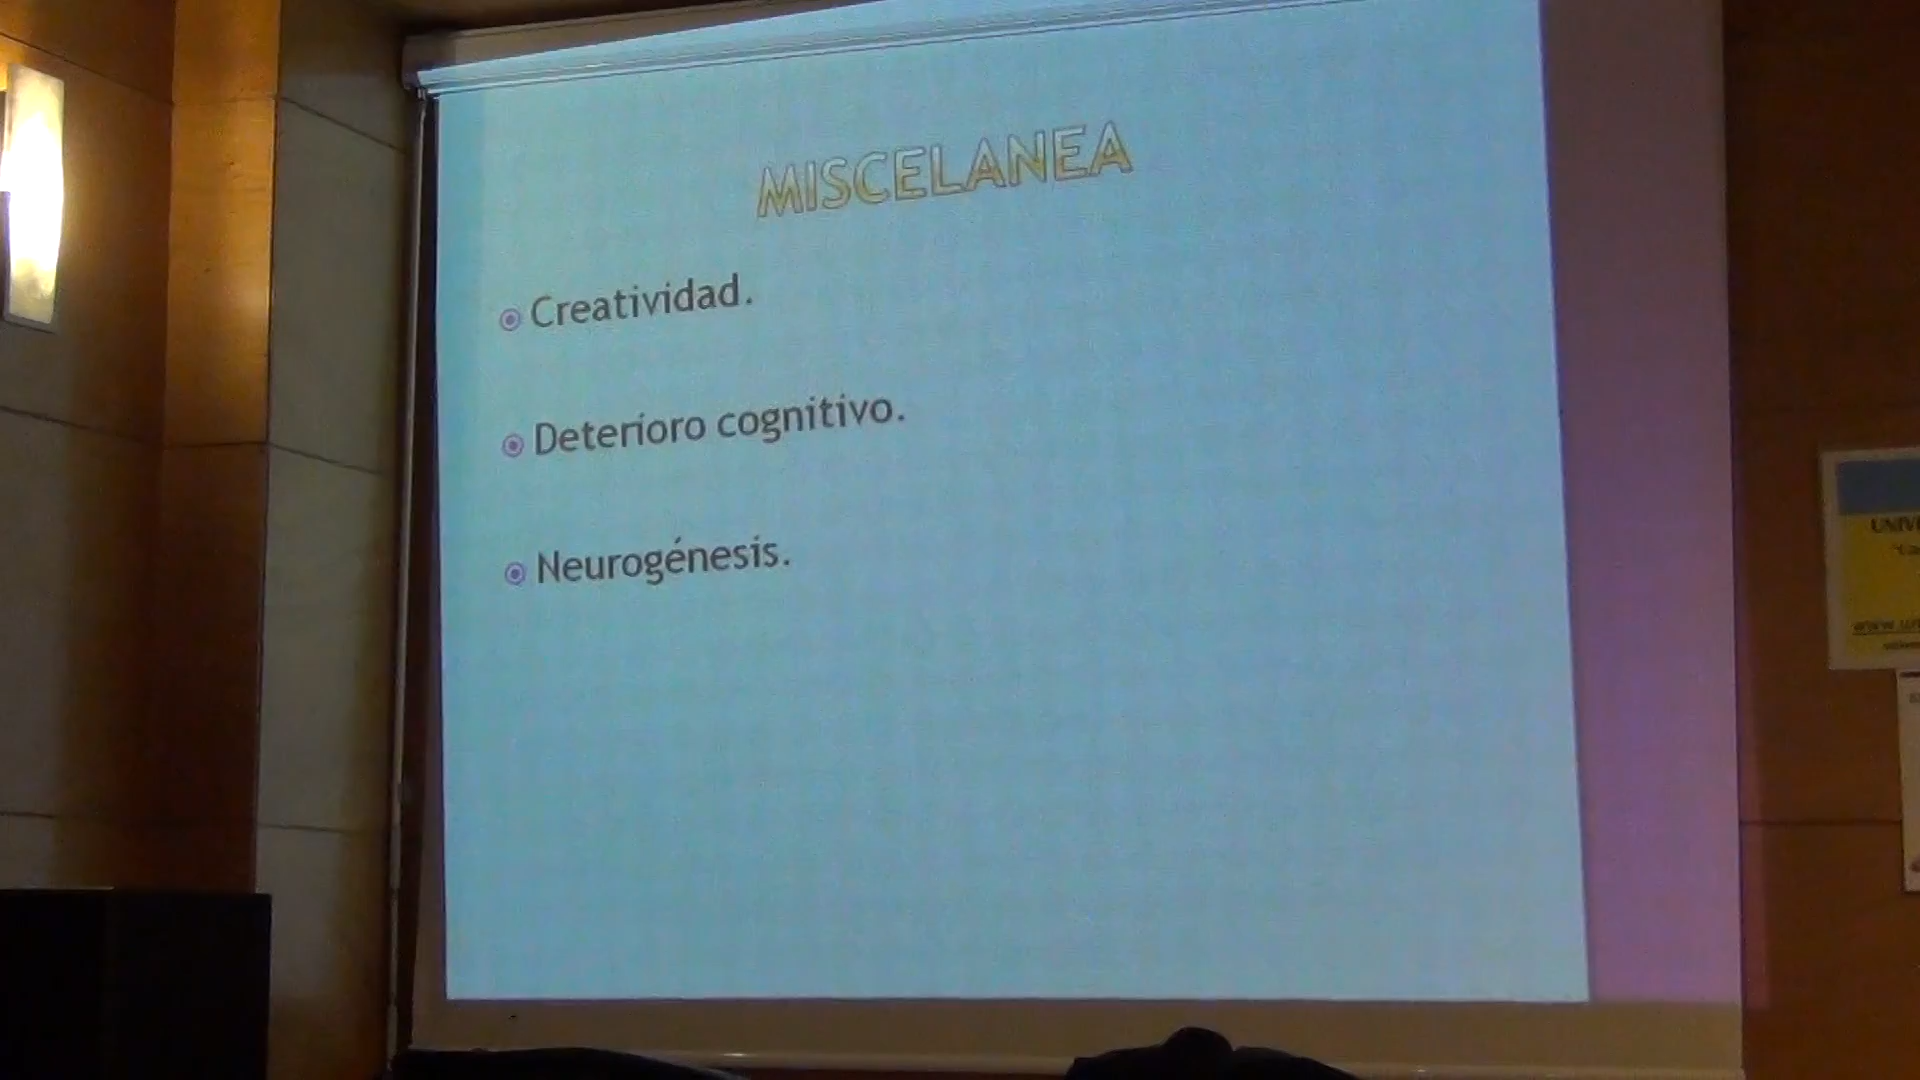 MISCELANEA
Creatividad.
Deterioro cognitivo.
Neurogénesis.